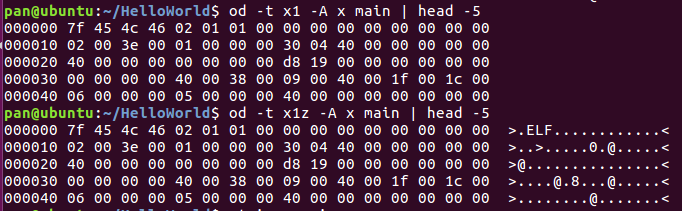 pan@ubuntu:~/HelloWorld$ od -t x1 -A x main | head -5
000000 7f 45 4c 46 02 01 01 00 00 00 00 00 00 00 00 00
000010 02 00 3e 00 01 00 00 00 30 04 40 00 00 00 00 00
000020 40 00 00 00 00 00 00 00 d8 19 00 00 00 00 00 00
000030 00 00 00 00 40 00 38 00 09 00 40 00 1f 00 1c 00
000040 06 00 00 00 05 00 00 00 40 00 00 00 00 00 00 00
pan@ubuntu:~/HelloWorld$ od -t x1z -A x main | head -5
000000 7f 45 4c 46 02 01 01 00 00 00 00 00 00 00 00 00  >.ELF............<
000010 02 00 3e 00 01 00 00 00 30 04 40 00 00 00 00 00  >..>.....0.@.....<
000020 40 00 00 00 00 00 00 00 d8 19 00 00 00 00 00 00  >@...............<
000030 00 00 00 00 40 00 38 00 09 00 40 00 1f 00 1c 00  >....@.8...@.....<
000040 06 00 00 00 05 00 00 00 40 00 00 00 00 00 00 00  >........@.......<